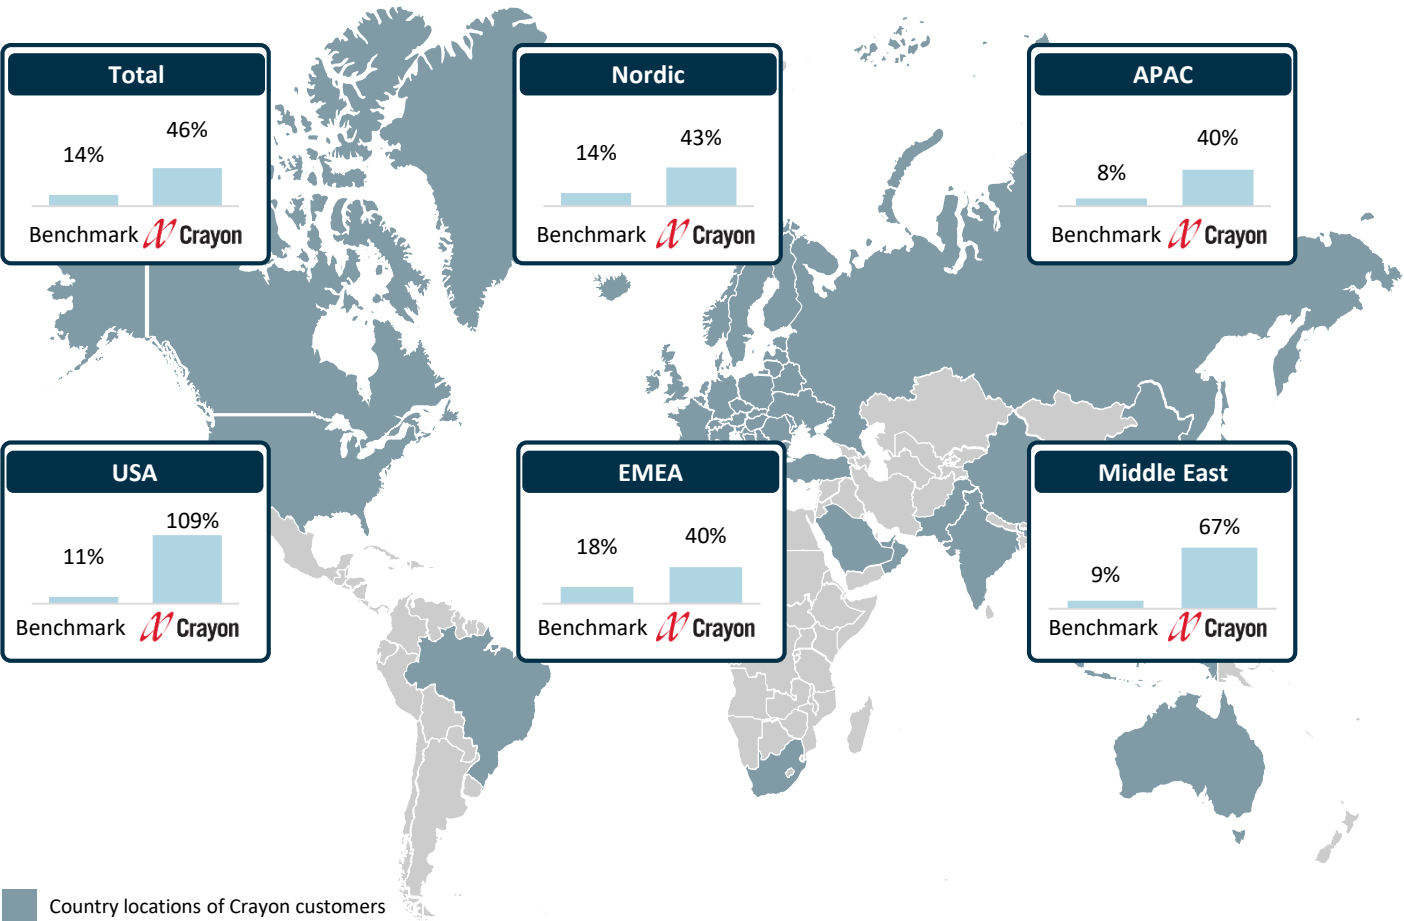 Total
46%
14%
Benchmark Crayon
Nordic
43%
14%
Benchmark Crayon
APAC
40%
8%
Benchmark Crayon
USA
109%
11%
Benchmark Crayon
EMEA
40%
18%
Benchmark Crayon
Middle East
67%
9%
Benchmark Crayon
Country locations of Crayon customers